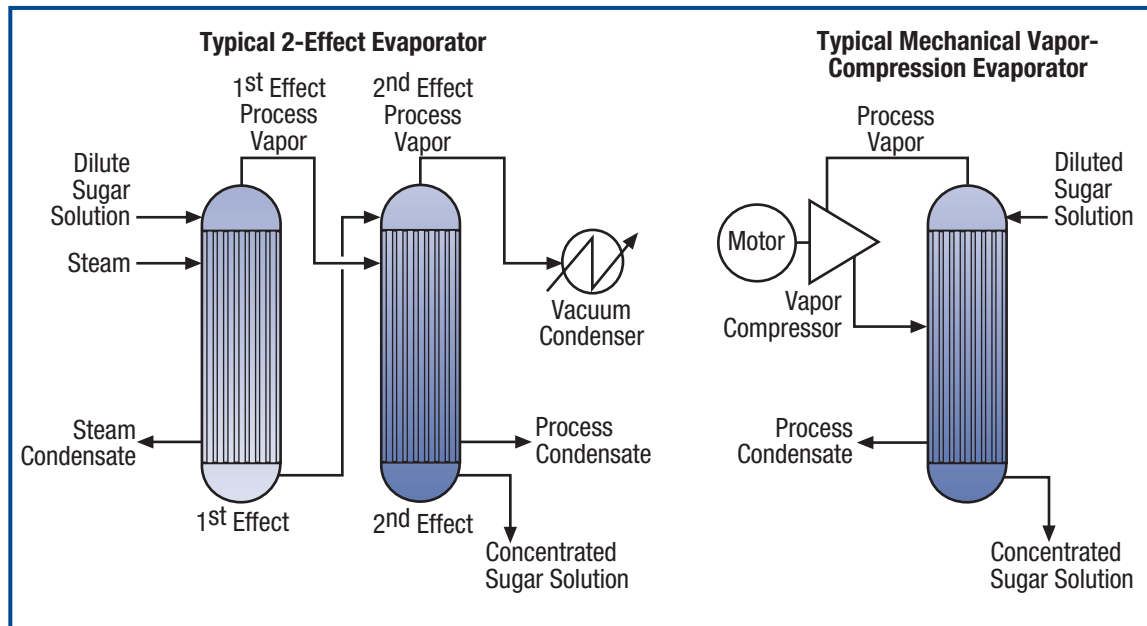 Typical 2-Effect Evaporator
1st Effect
Process
Vapor
2nd Effect
Process
Vapor
Dilute
Sugar
Solution
Steam
Vacuum
Condenser
Steam
Condensate
Process
Condensate
1st Effect
2nd Effect
Concentrated
Sugar Solution
Typical Mechanical Vapor-
Compression Evaporator
Process
Vapor
Diluted
Sugar
Solution
Motor
Vapor
Compressor
Process
Condensate
Concentrated
Sugar Solution